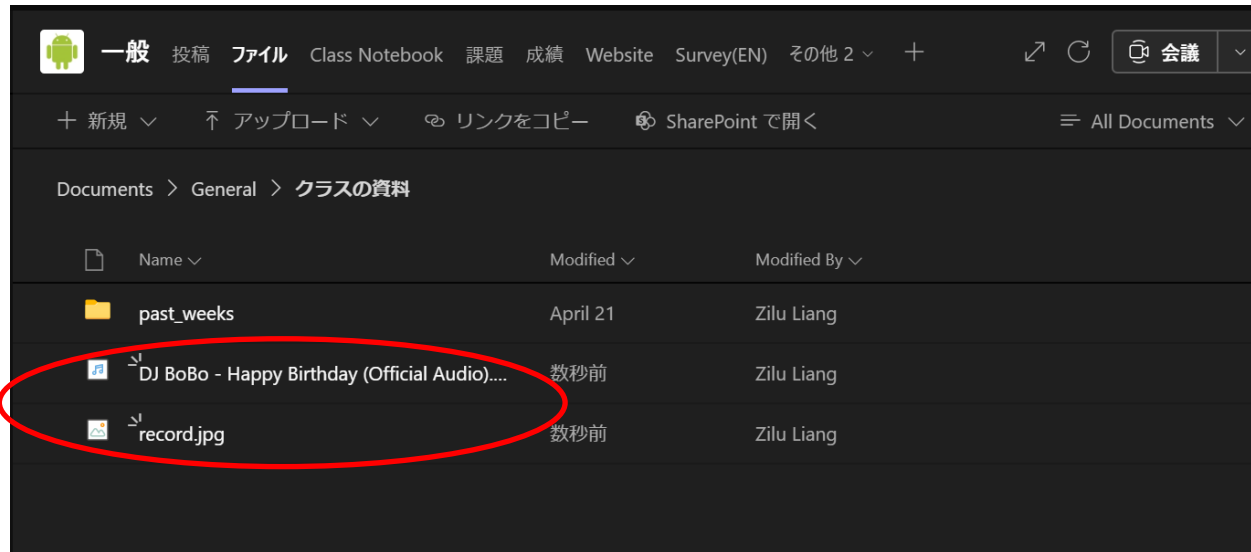 一般 投稿 ファイル Class Notebook 課題 成績 Website Survey(EN) その他 2 会議
新規 アップロード リンクをコピー SharePoint で開く All Documents
Documents > General > クラスの資料
Name Modified Modified By
past_weeks April 21 Zilu Liang
DJ BoBo - Happy Birthday (Official Audio).... 数秒前 Zilu Liang
record.jpg 数秒前 Zilu Liang